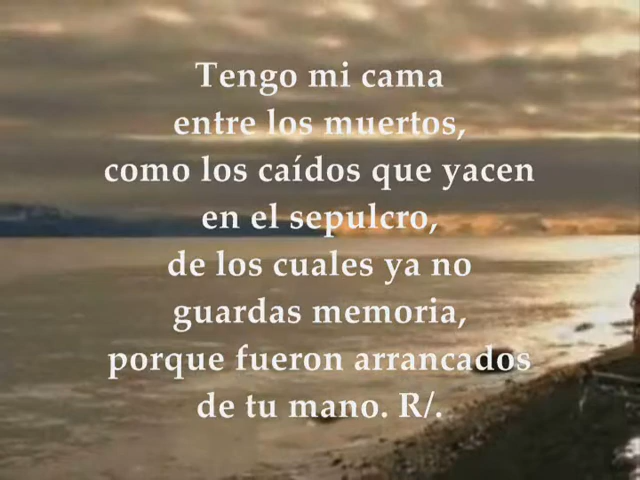 Tengo mi cama
entre los muertos,
como los caídos que yacen
en el sepulcro,
de los cuales ya no
guardas memoria,
porque fueron arrancados
de tu mano. R/.